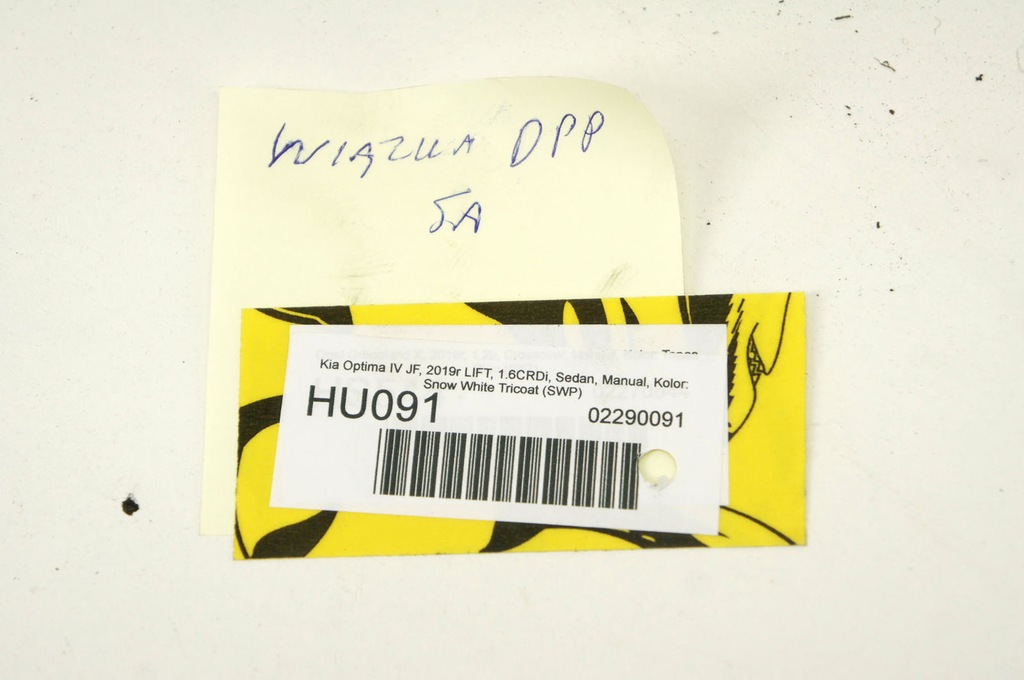 WIĄZKA DPP
5A
Kia Optima IV JF, 2019r LIFT, 1.6CRDi, Sedan, Manual, Kolor:
Snow White Tricoat (SWP)
HU091
02290091